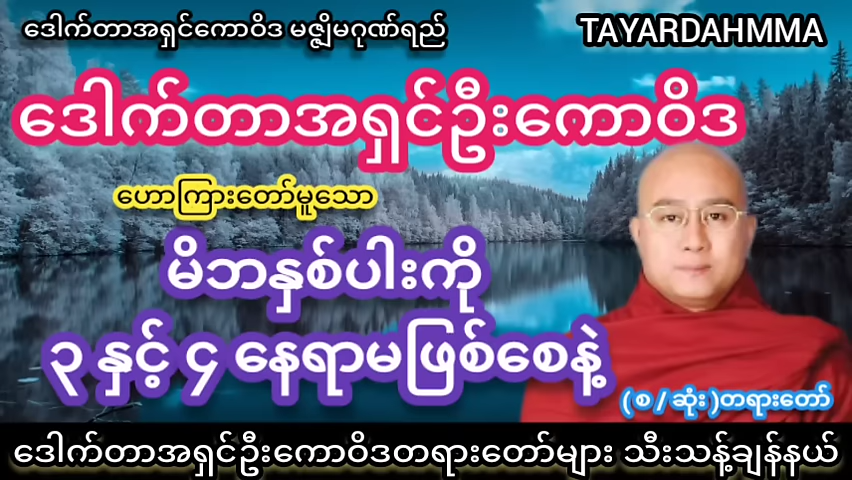 ဒေါက်တာအရှင်ကောဝိဒ မဇ္ဈိမဂုဏ်ရည်
TAYARDAHMMA
ဒေါက်တာအရှင်ဦးကောဝိဒ
ဟောကြားတော်မူသော
မိဘနှစ်ပါးကို
၃ နှင့် ၄ နေရာမဖြစ်စေနဲ့
( စ / ဆုံး )တရားတော်
ဒေါက်တာအရှင်ဦးကောဝိဒတရားတော်များ သီးသန့်ချန်နယ်